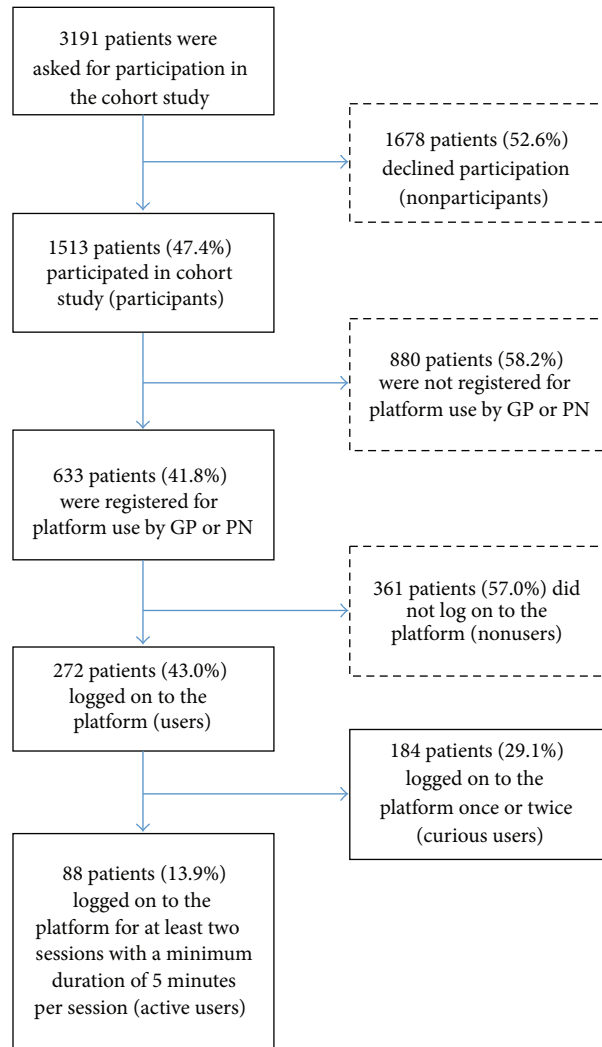 3191 patients were
asked for participation in
the cohort study
1678 patients (52.6%)
declined participation
(nonparticipants)
1513 patients (47.4%)
participated in cohort
study (participants)
880 patients (58.2%)
were not registered for
platform use by GP or PN
633 patients (41.8%)
were registered for
platform use by GP or PN
361 patients (57.0%) did
not log on to the
platform (nonusers)
272 patients (43.0%)
logged on to the
platform (users)
184 patients (29.1%)
logged on to the
platform once or twice
(curious users)
88 patients (13.9%)
logged on to the
platform for at least two
sessions with a minimum
duration of 5 minutes
per session (active users)